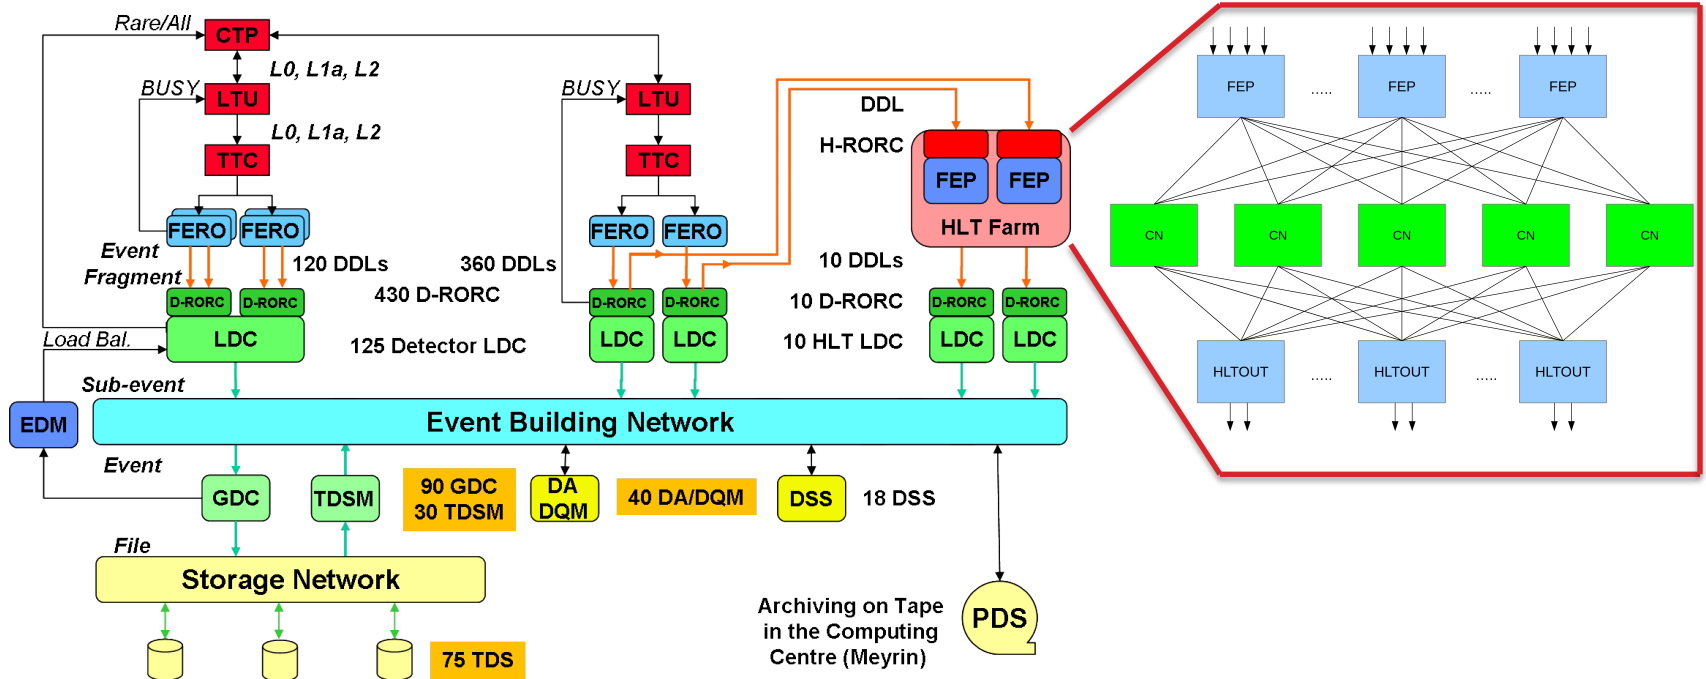 Rare/All
CTP
L0, L1a, L2
BUSY
LTU
BUSY
LTU
L0, L1a, L2
TTC
TTC
DDL
H-RORC
FEP
FEP
HLT Farm
FERO
FERO
FERO
FERO
Event
Fragment
120 DDLs
360 DDLs
10 DDLs
D-RORC
D-RORC
430 D-RORC
D-RORC
D-RORC
10 D-RORC
D-RORC
D-RORC
Load Bal.
LDC
125 Detector LDC
LDC
LDC
10 HLT LDC
LDC
LDC
Sub-event
EDM
Event Building Network
Event
GDC
TDSM
90 GDC
30 TDSM
DA
DQM
40 DA/DQM
DSS
18 DSS
File
Storage Network
75 TDS
Archiving on Tape
in the Computing
Centre (Meyrin)
PDS
FEP
.....
FEP
.....
FEP
CN
CN
CN
CN
CN
HLTOUT
.....
HLTOUT
.....
HLTOUT